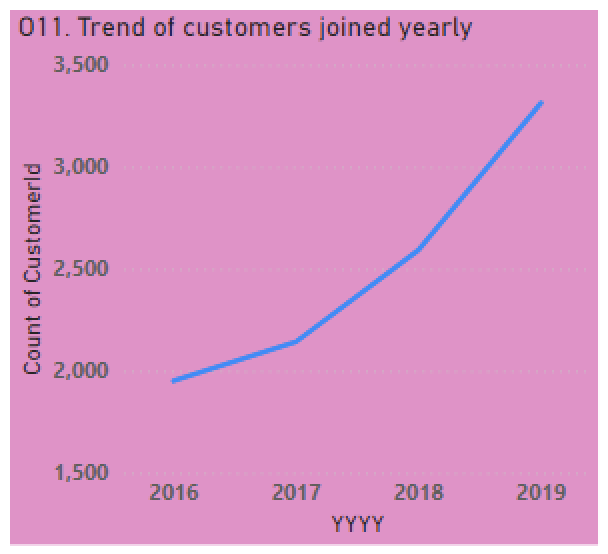 O11. Trend of customers joined yearly
3,500
3,000
2,500
2,000
1,500
Count of CustomerId
2016 2017 2018 2019
YYYY